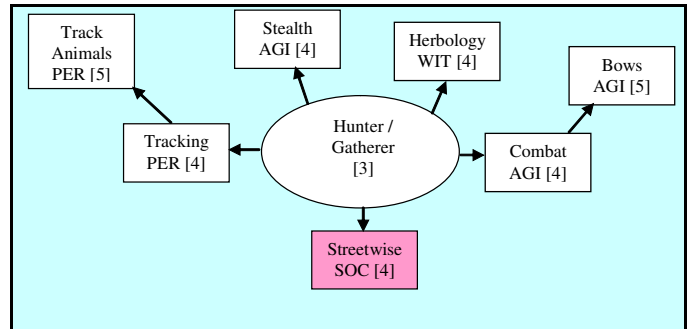 Track
Animals
PER [5]
Stealth
AGI [4]
Herbology
WIT [4]
Bows
AGI [5]
Tracking
PER [4]
Hunter /
Gatherer
[3]
Combat
AGI [4]
Streetwise
SOC [4]